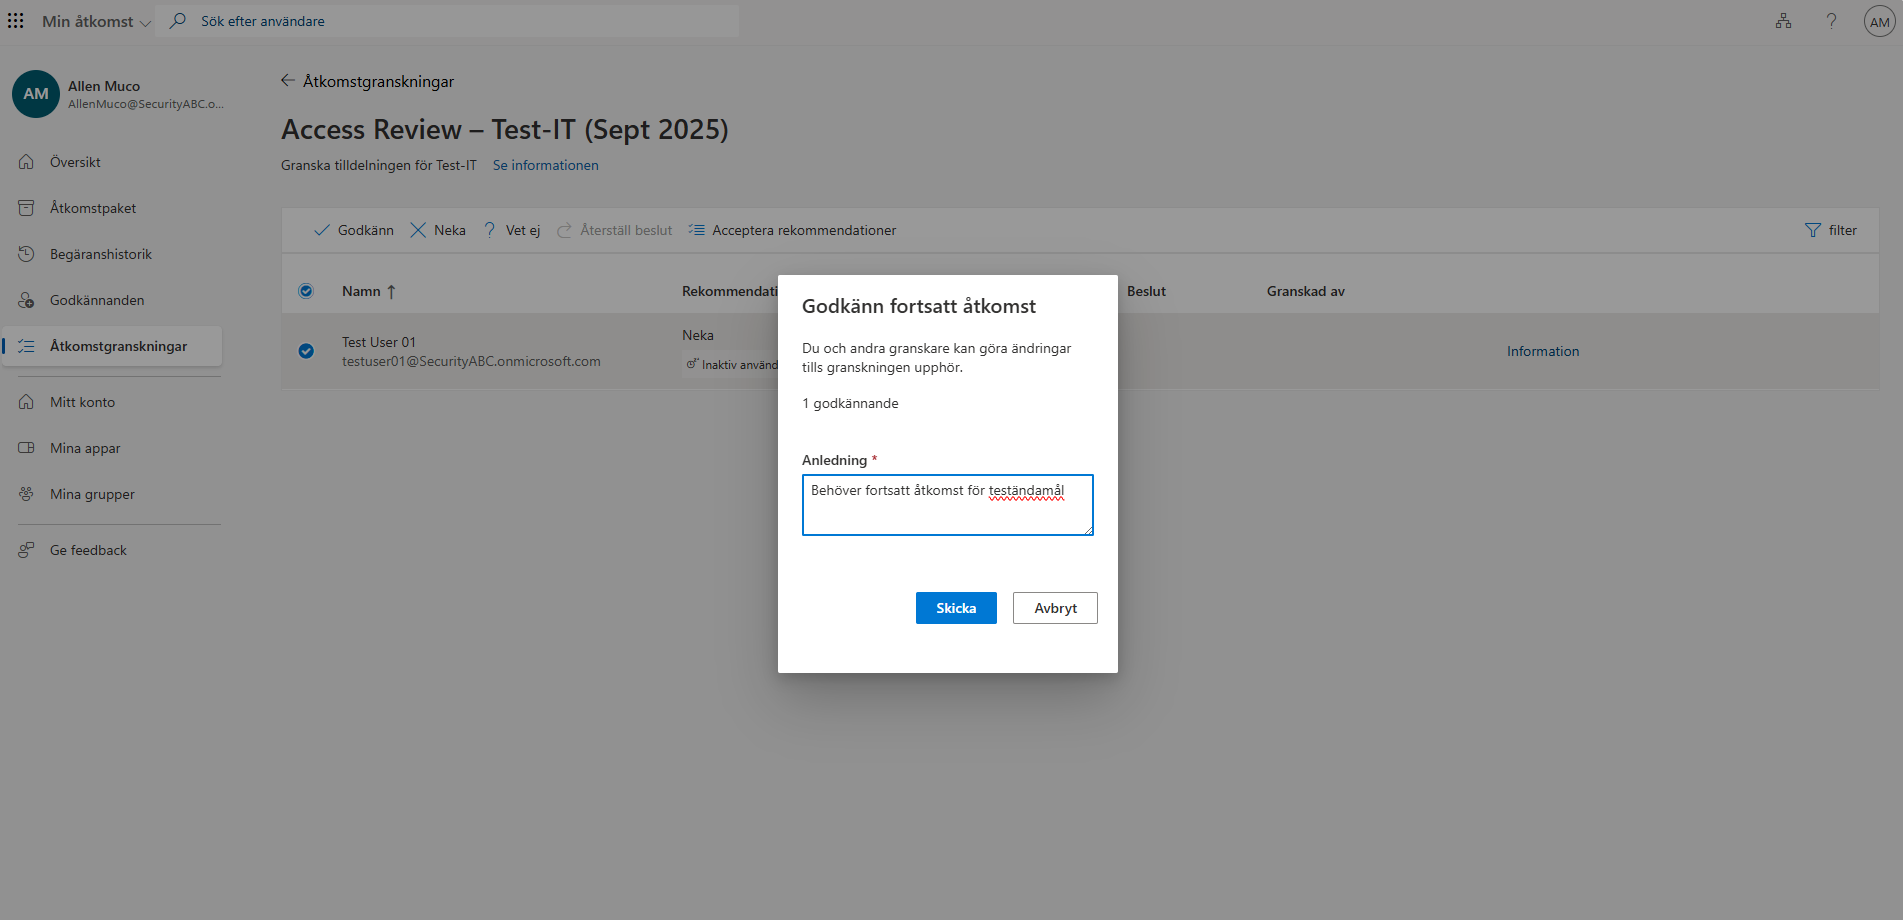 Min åtkomst
Sök efter användare
AM
AM
Allen Muco
AllenMuco@SecurityABC.o...
Översikt
Åtkomstpaket
Begäranshistorik
Godkännanden
Åtkomstgranskningar
Mitt konto
Mina appar
Mina grupper
Ge feedback
Åtkomstgranskningar
Access Review – Test-IT (Sept 2025)
Granska tilldelningen för Test-IT Se informationen
Godkänn Neka ? Vet ej Återställ beslut Acceptera rekommendationer filter
Namn ↑ Rekommendati Beslut Granskad av
Test User 01
testuser01@SecurityABC.onmicrosoft.com
Neka
Inaktiv använd
Information
Godkänn fortsatt åtkomst
Du och andra granskare kan göra ändringar
tills granskningen upphör.
1 godkännande
Anledning *
Behöver fortsatt åtkomst för teständamål
Skicka Avbryt